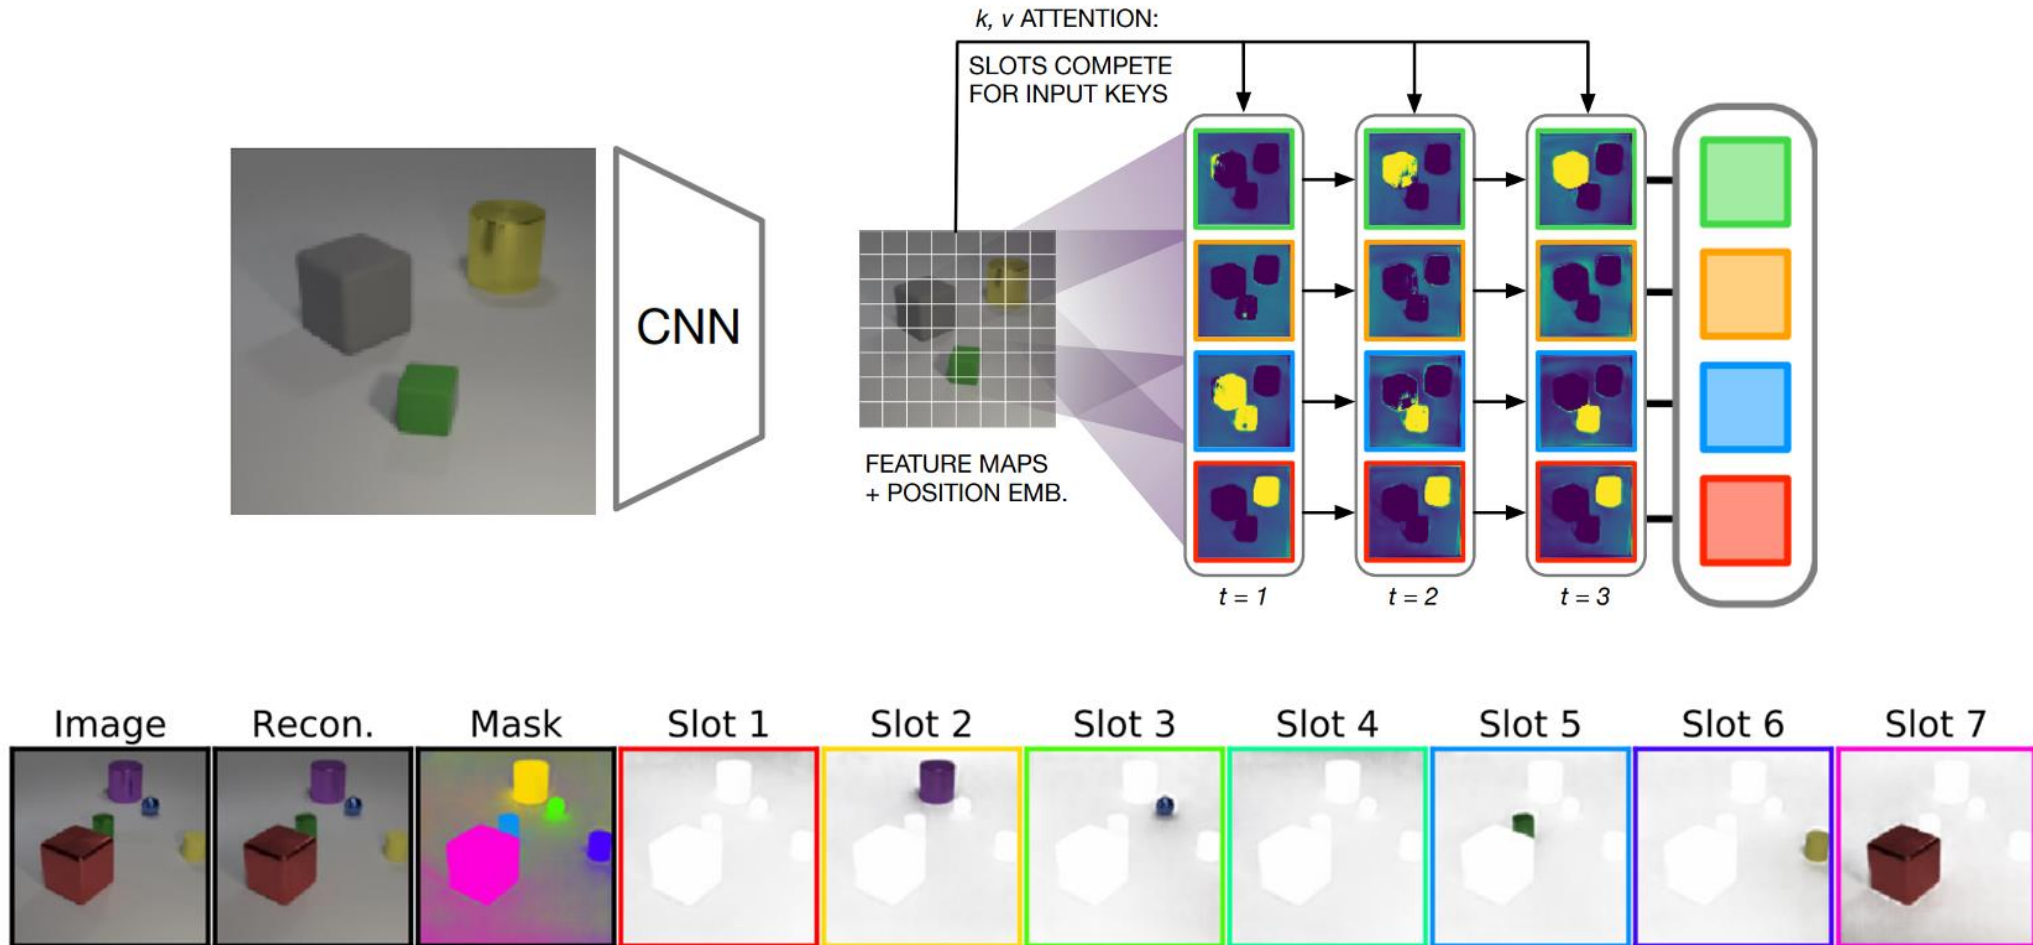 k, v ATTENTION:
SLOTS COMPETE
FOR INPUT KEYS
CNN
FEATURE MAPS
+ POSITION EMB.
t = 1
t = 2
t = 3
Image
Recon.
Mask
Slot 1
Slot 2
Slot 3
Slot 4
Slot 5
Slot 6
Slot 7